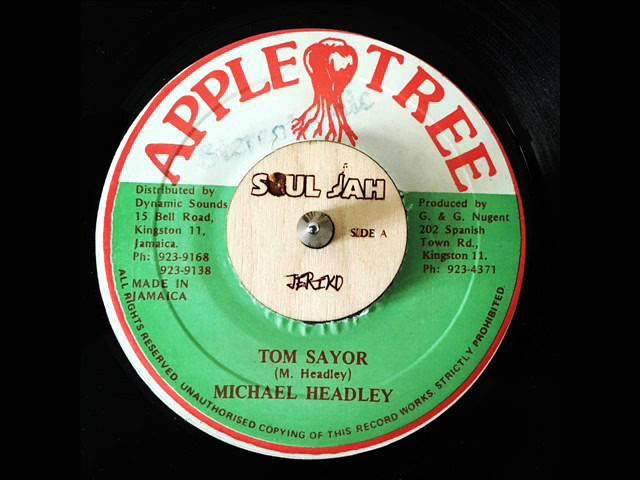 APPLE TREE
Distributed by
Dynamic Sounds
15 Bell Road,
Kingston 11,
Jamaica.
Ph: 923-9168
923-9138
MADE IN
JAMAICA
SOUL JAH
SIDE A
JERIKO
Produced by
G. & G. Nugent
202 Spanish
Town Rd.,
Kingston 11.
Ph: 923-4371
TOM SAYOR
(M. Headley)
MICHAEL HEADLEY
ALL RIGHTS RESERVED. UNAUTHORISED COPYING OF THIS RECORD WORKS. STRICTLY PROHIBITED.